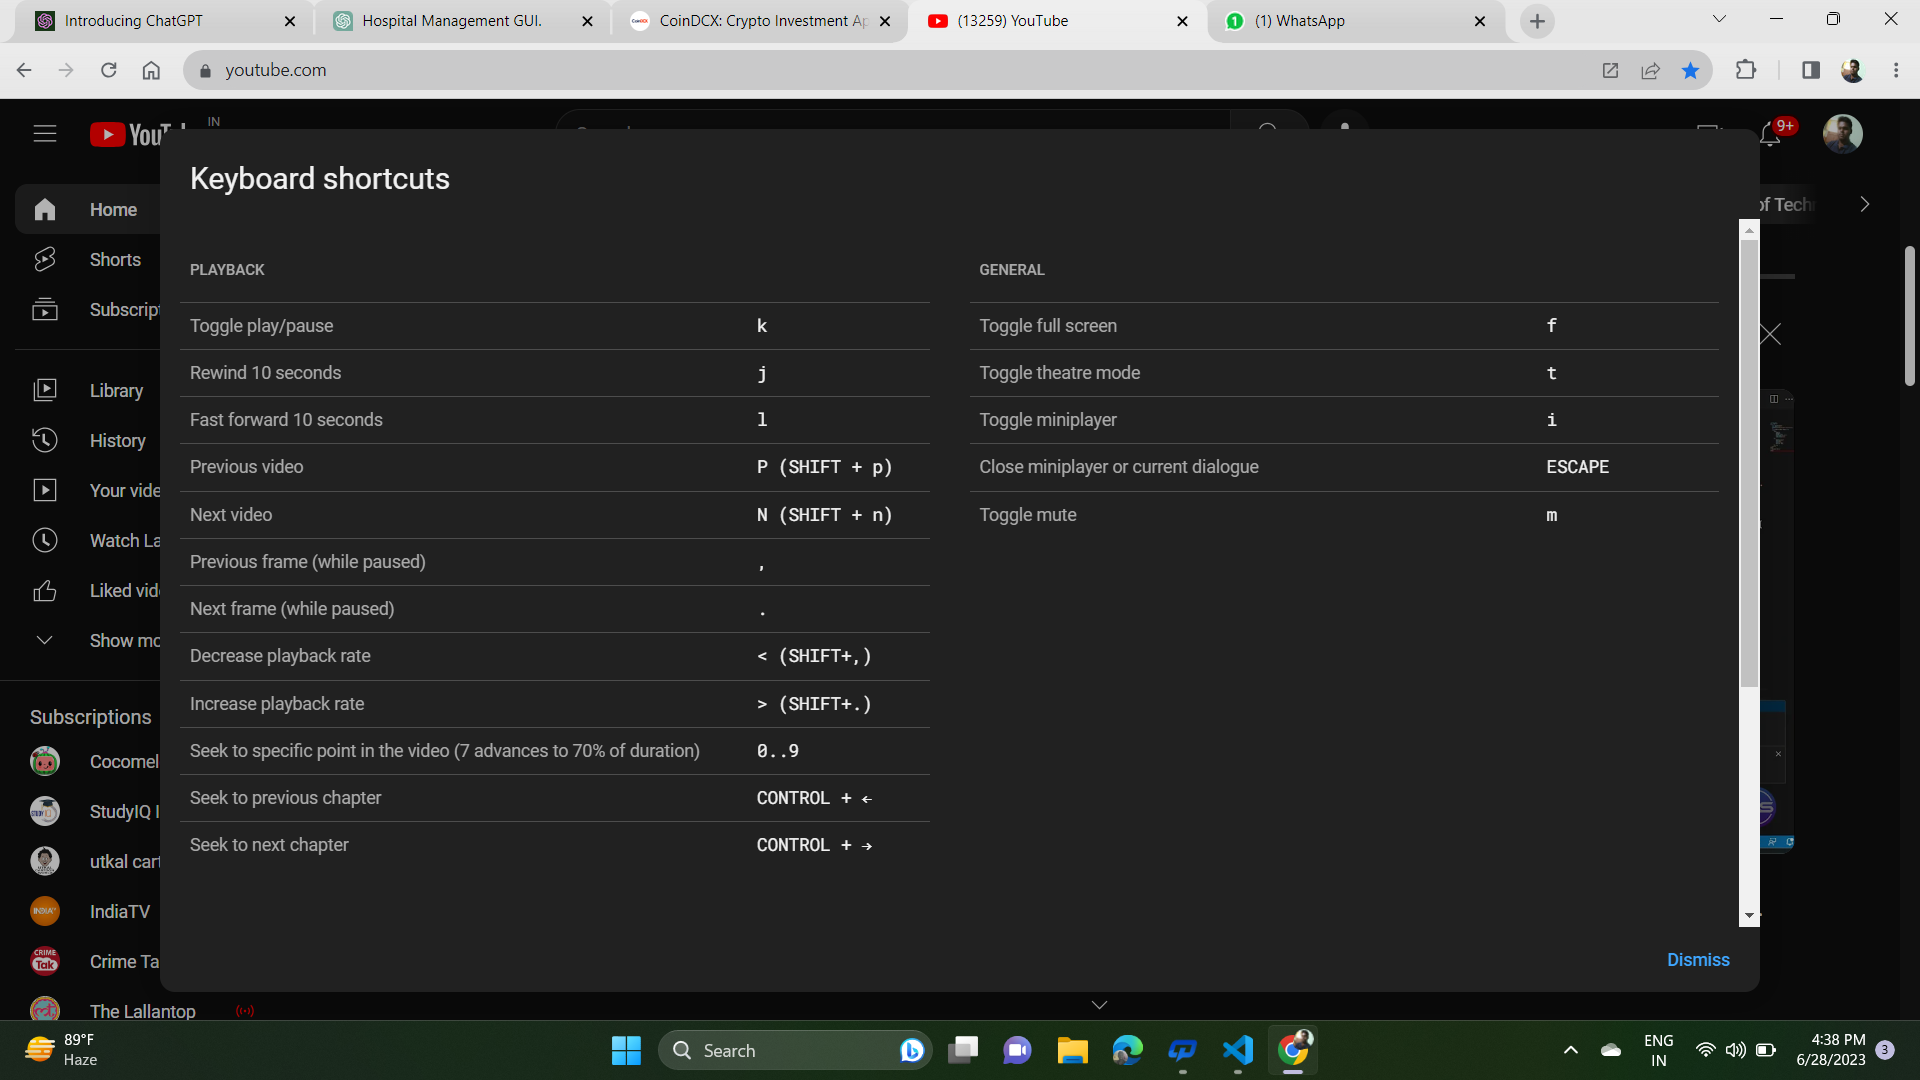 Introducing ChatGPT
Hospital Management GUI.
CoinDCX: Crypto Investment Ap
(13259) YouTube
(1) WhatsApp
youtube.com
IN
9+
Keyboard shortcuts
Home
Shorts
Subscript
Library
History
Your vide
Watch La
Liked vid
Show mo
Subscriptions
Cocomel
StudyIQ I
utkal cart
IndiaTV
Crime Ta
The Lallantop
PLAYBACK
Toggle play/pause k
Rewind 10 seconds j
Fast forward 10 seconds l
Previous video P (SHIFT + p)
Next video N (SHIFT + n)
Previous frame (while paused) ,
Next frame (while paused) .
Decrease playback rate < (SHIFT+,)
Increase playback rate > (SHIFT+.)
Seek to specific point in the video (7 advances to 70% of duration) 0..9
Seek to previous chapter CONTROL + ←
Seek to next chapter CONTROL + →
GENERAL
Toggle full screen f
Toggle theatre mode t
Toggle miniplayer i
Close miniplayer or current dialogue ESCAPE
Toggle mute m
of Tech
Dismiss
89°F
Haze
Search
ENG
IN
4:38 PM
6/28/2023
3